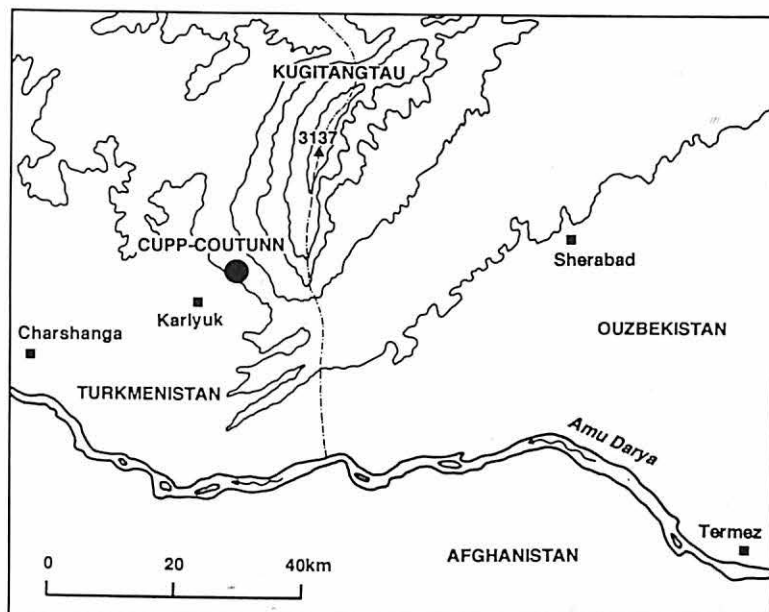 KUGITANGTAU
3137
CUPP-COUTUNN
Sherabad
Karlyuk
OUZBEKISTAN
Charshanga
TURKMENISTAN
Amu Darya
Termez
AFGHANISTAN
0 20 40km